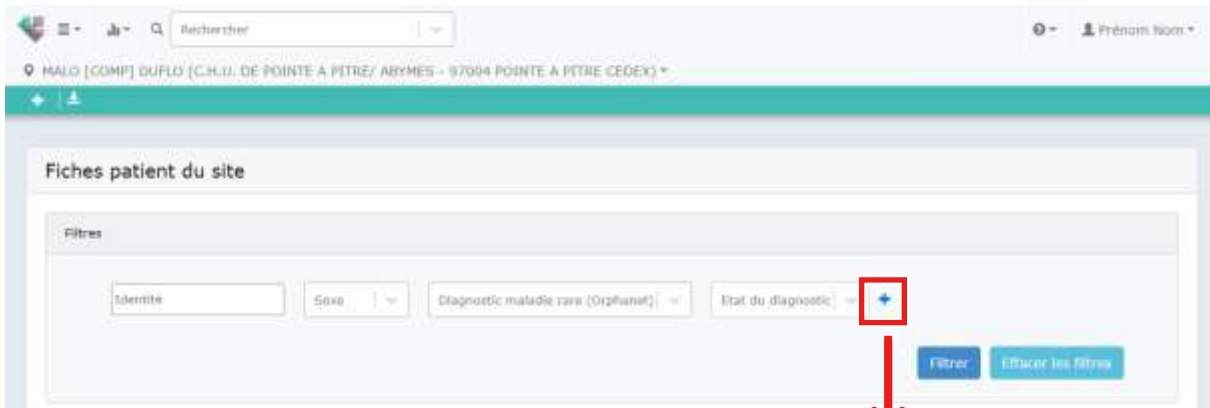 Rechercher
Prénom Nom
MALO [COMP] DUFLO (C.H.U. DE POINTE A PITRE/ ABYMES - 97004 POINTE A PITRE CEDEX)
Fiches patient du site
Filtres
Identité Sexe Diagnostic maladie rare (Orphanet) Etat du diagnostic
Filtrer Effacer les filtres